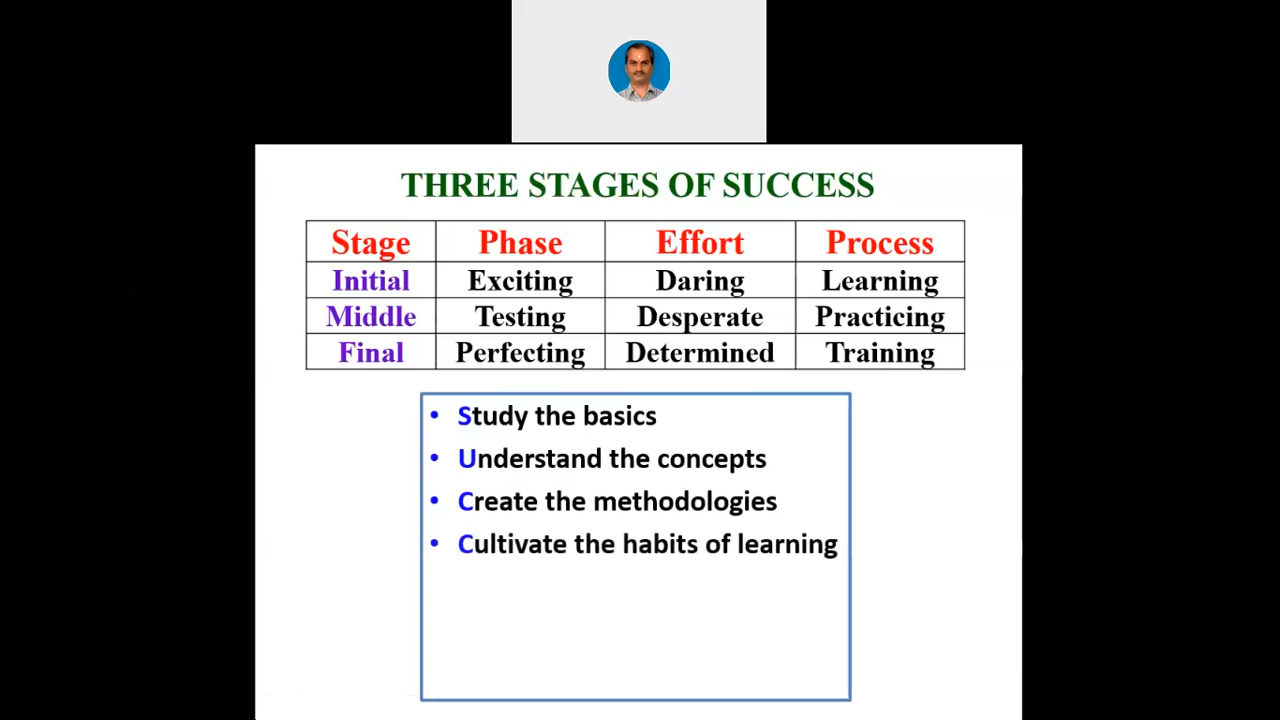 THREE STAGES OF SUCCESS
Stage Phase Effort Process
Initial Exciting Daring Learning
Middle Testing Desperate Practicing
Final Perfecting Determined Training
• Study the basics
• Understand the concepts
• Create the methodologies
• Cultivate the habits of learning